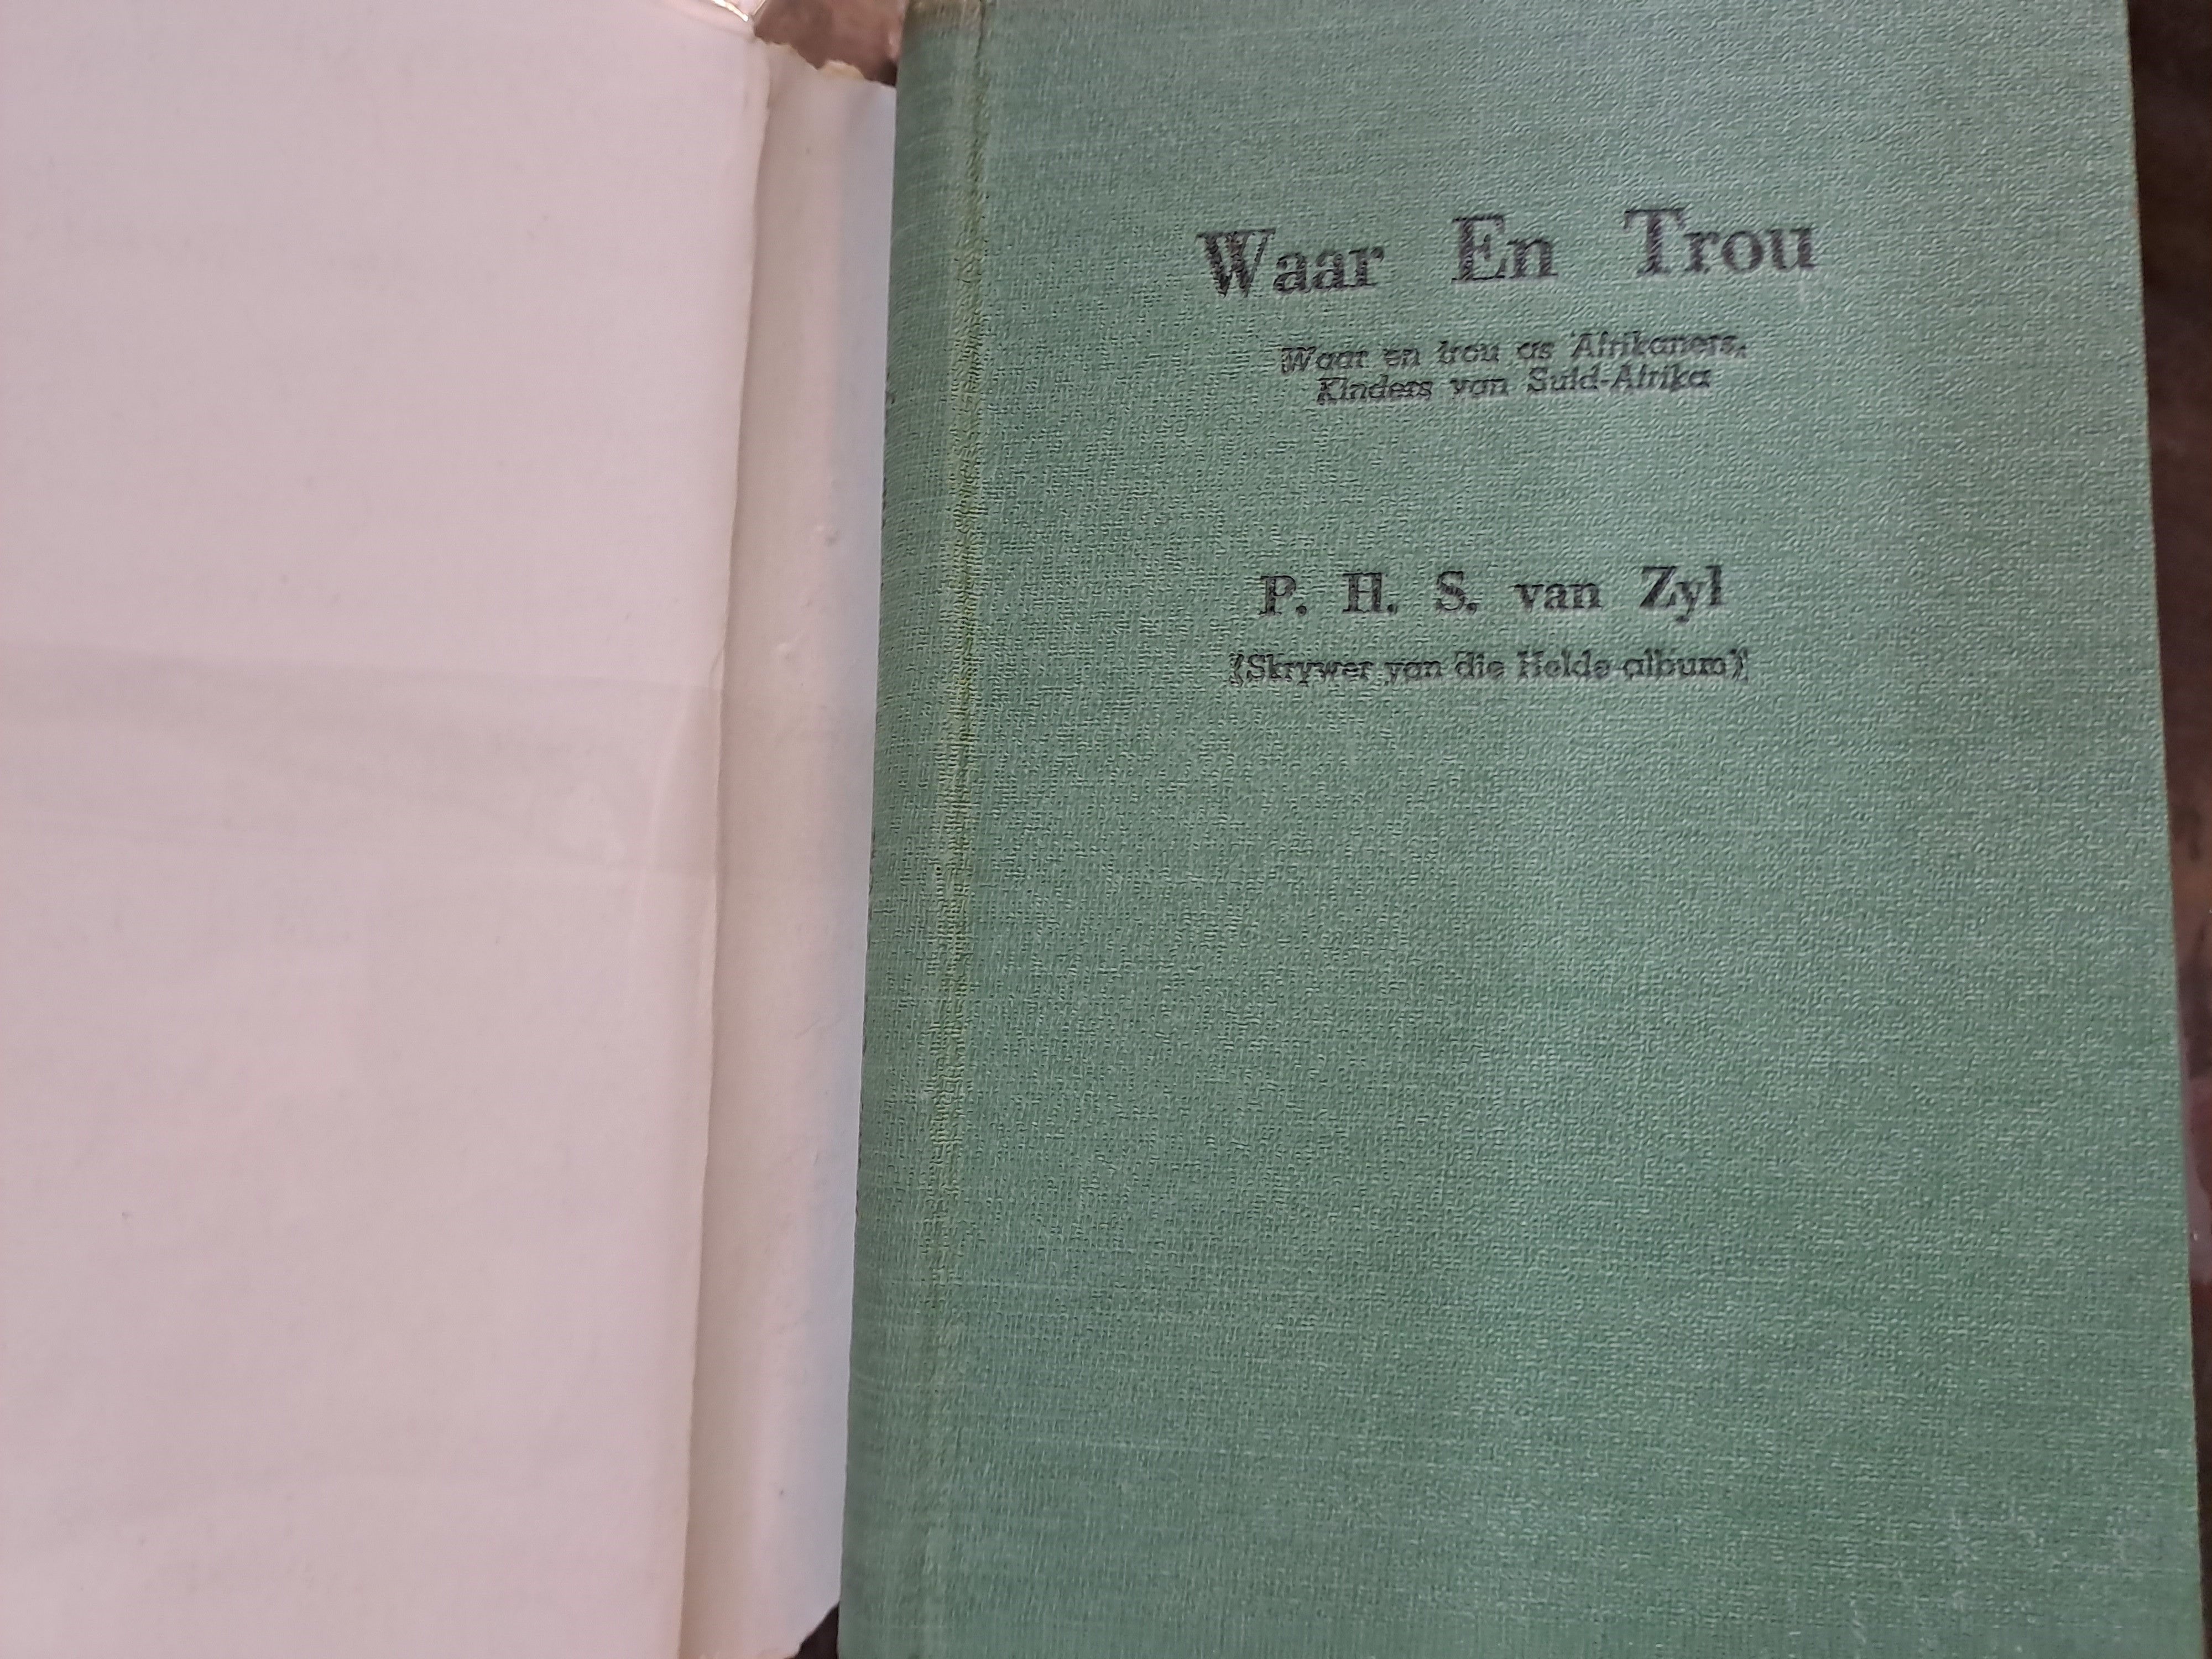 Waar En Trou
Waar en trou as Afrikaners,
Kinders van Suid-Afrika
P. H. S. van Zyl
(Skrywer van die Helde-album)